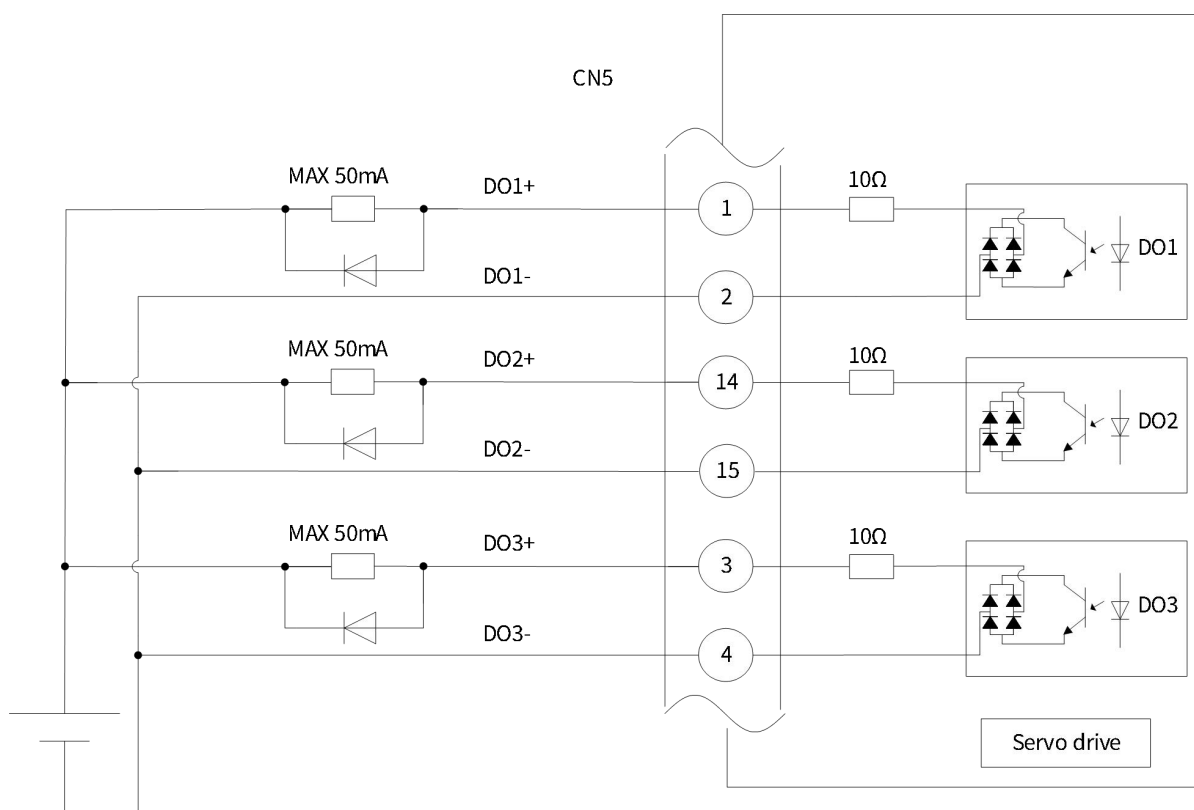 CN5
MAX 50mA
DO1+
1
10Ω
DO1
DO1-
2
MAX 50mA
DO2+
14
10Ω
DO2
DO2-
15
MAX 50mA
DO3+
3
10Ω
DO3
DO3-
4
Servo drive